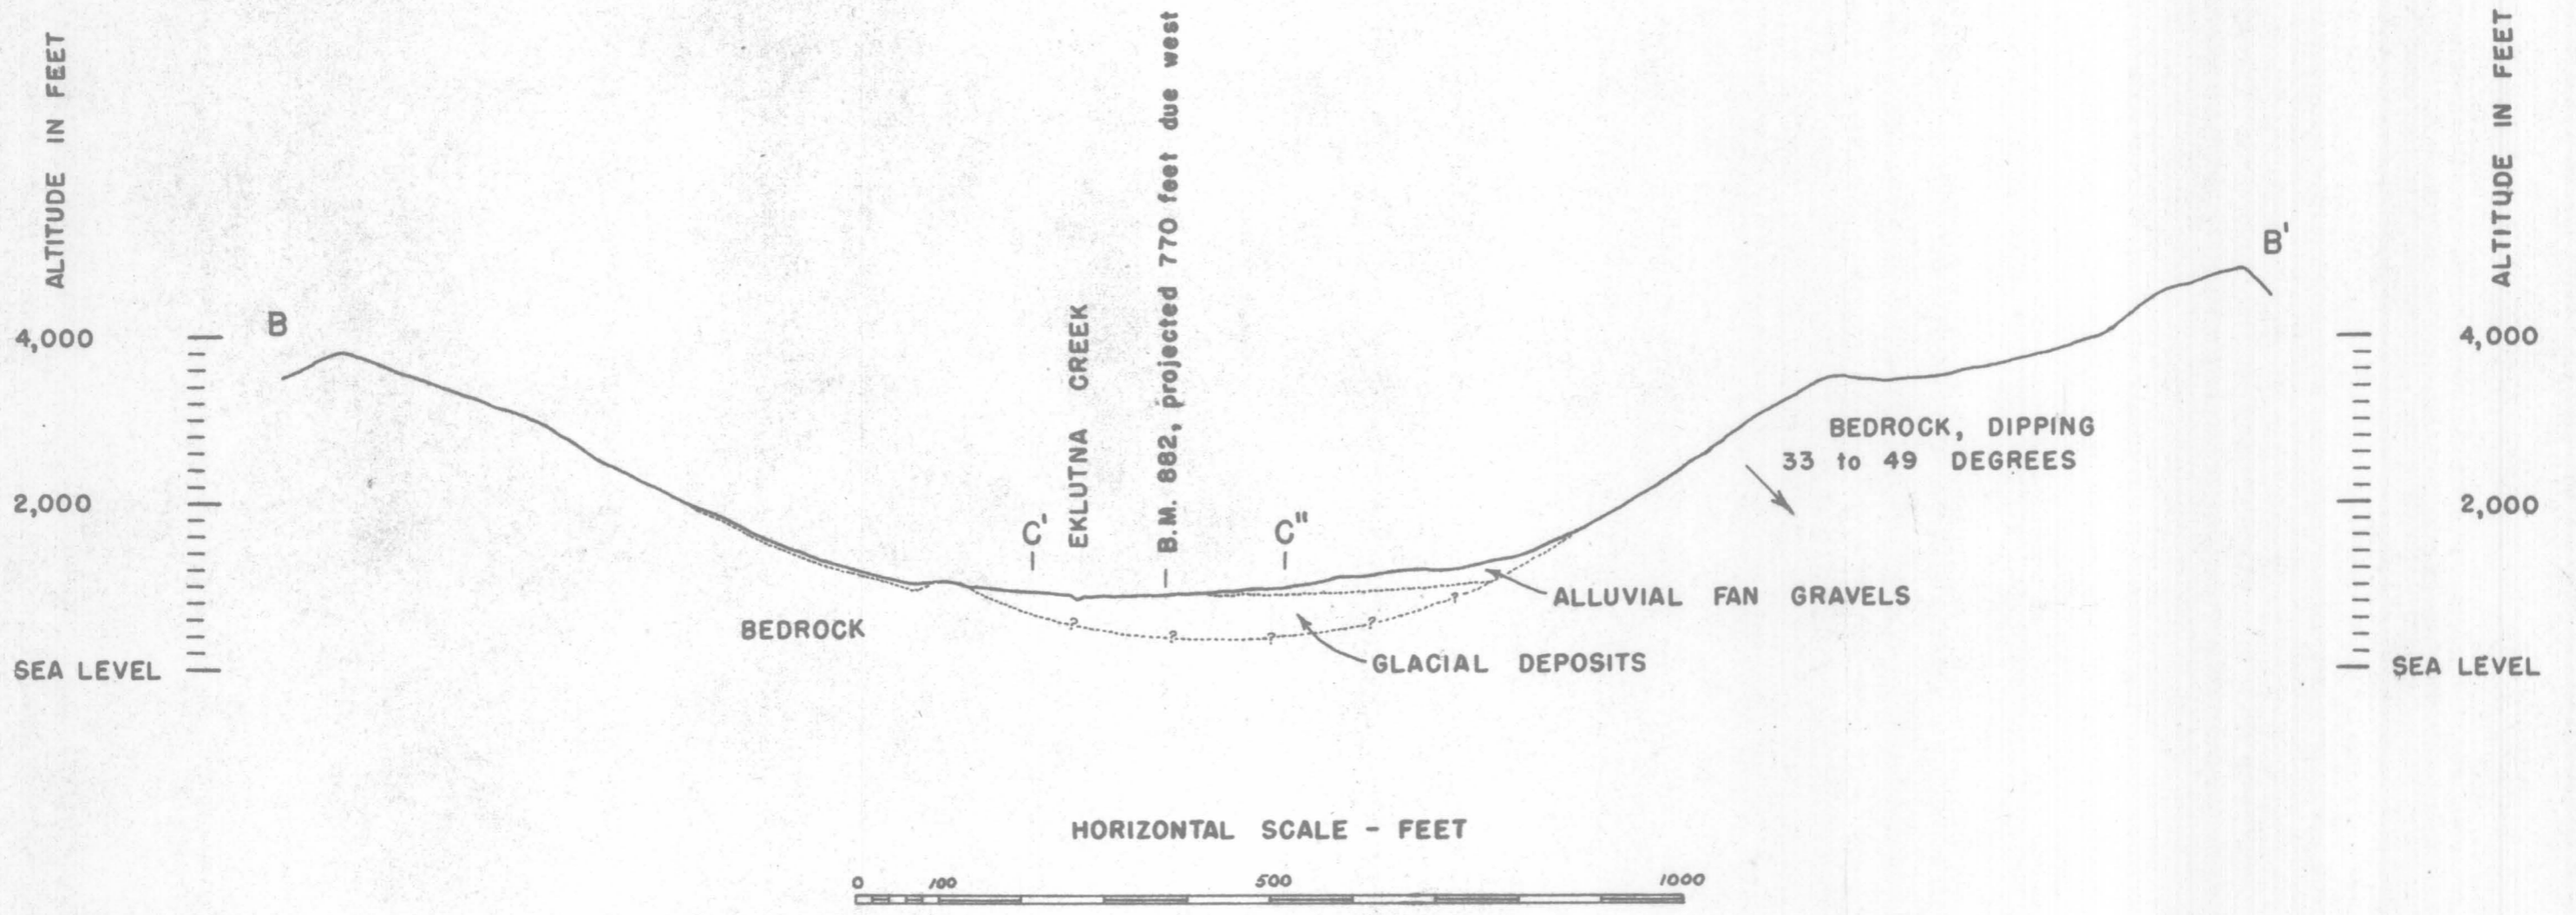 ALTITUDE IN FEET
4,000
2,000
SEA LEVEL
B
BEDROCK
C'
EKLUTNA CREEK
B.M. 882, projected 770 feet due west
C"
?
?
?
?
?
ALLUVIAL FAN GRAVELS
GLACIAL DEPOSITS
BEDROCK, DIPPING
33 to 49 DEGREES
B'
ALTITUDE IN FEET
4,000
2,000
SEA LEVEL
HORIZONTAL SCALE - FEET
0 100 500 1000